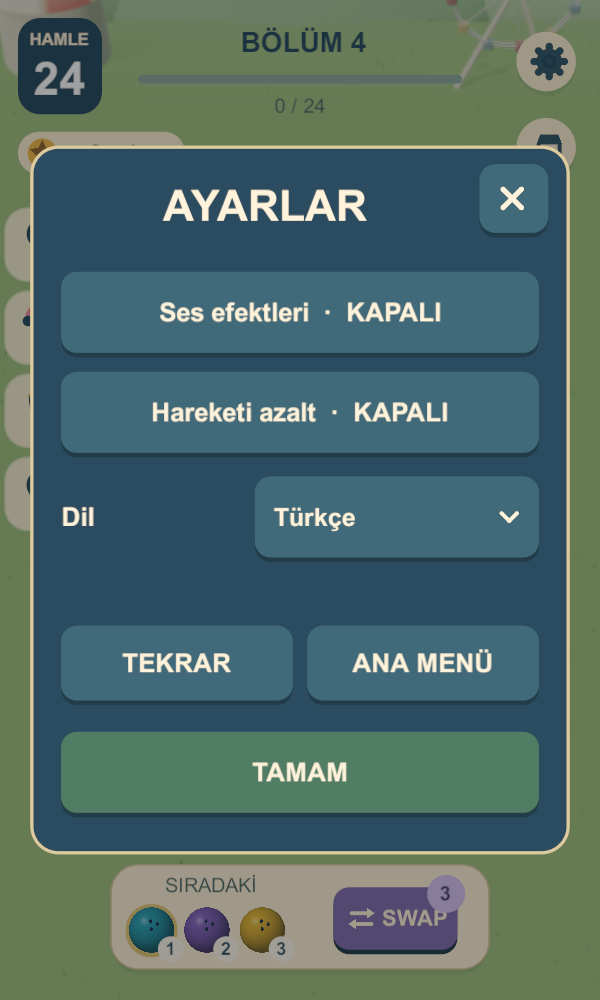 HAMLE
24
BÖLÜM 4
0 / 24
AYARLAR
Ses efektleri · KAPALI
Hareketi azalt · KAPALI
Dil
Türkçe
TEKRAR
ANA MENÜ
TAMAM
SIRADAKİ
1
2
3
SWAP
3